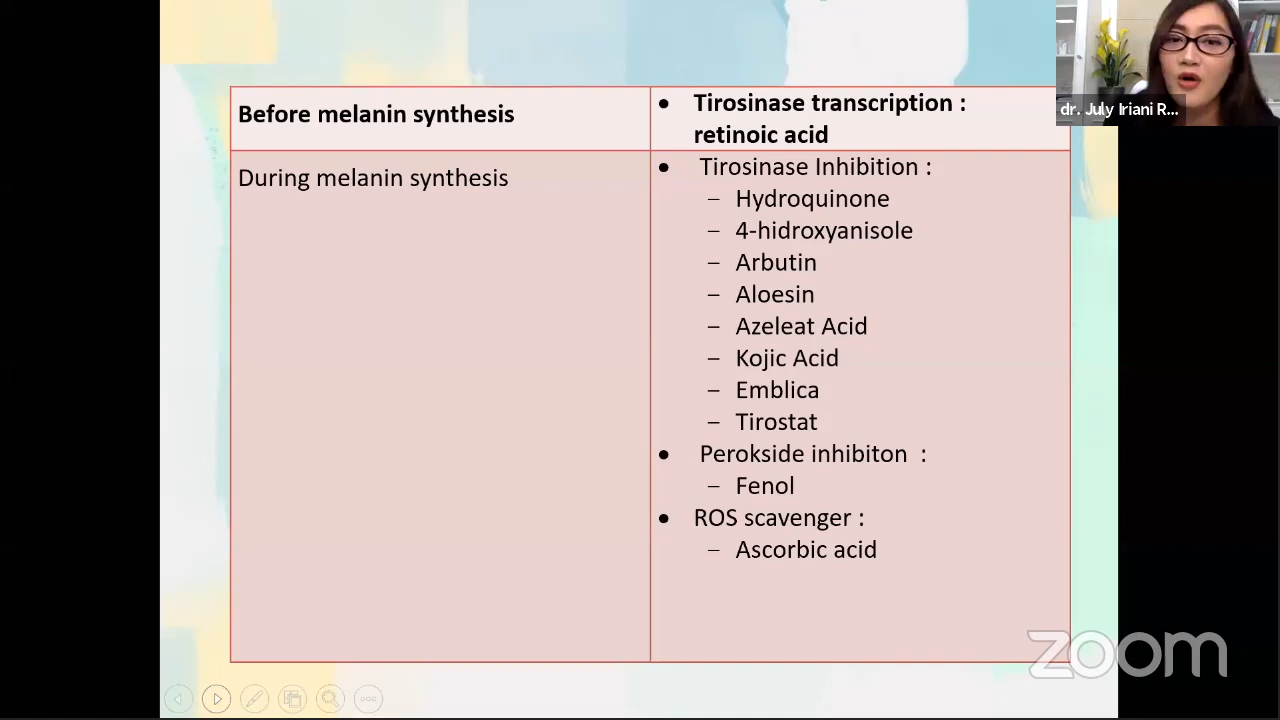 Before melanin synthesis
• Tirosinase transcription :
retinoic acid
During melanin synthesis
• Tirosinase Inhibition :
– Hydroquinone
– 4-hidroxyanisole
– Arbutin
– Aloesin
– Azeleat Acid
– Kojic Acid
– Emblica
– Tirostat
• Perokside inhibiton :
– Fenol
• ROS scavenger :
– Ascorbic acid
dr. July Iriani R...
zoom